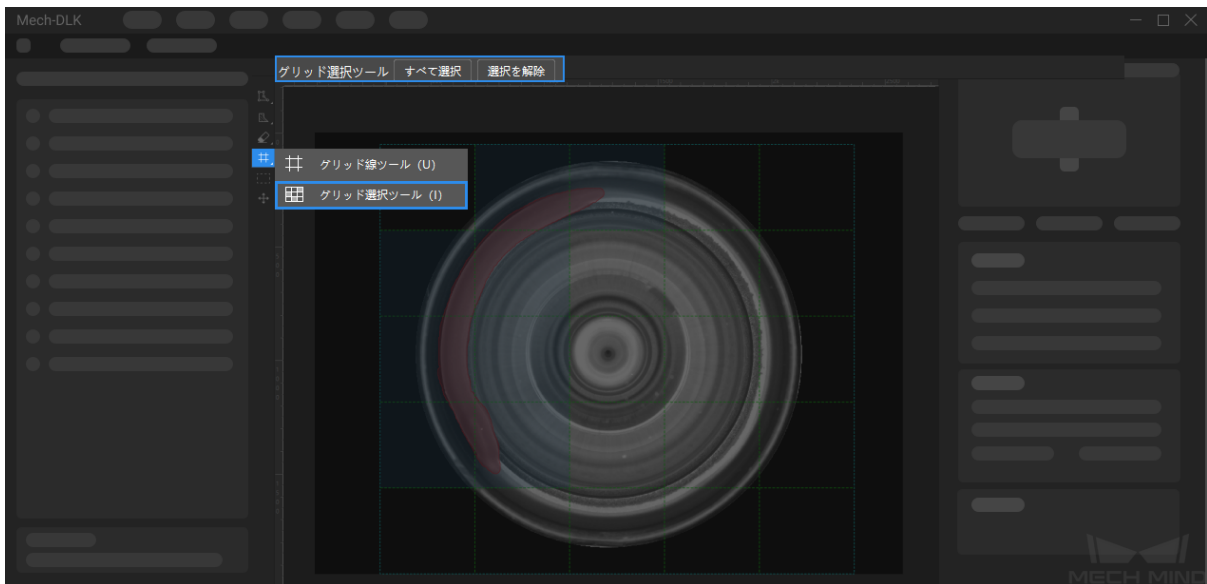 Mech-DLK
グリッド選択ツール すべて選択 選択を解除
グリッド線ツール (U)
グリッド選択ツール (I)
MECH MIND